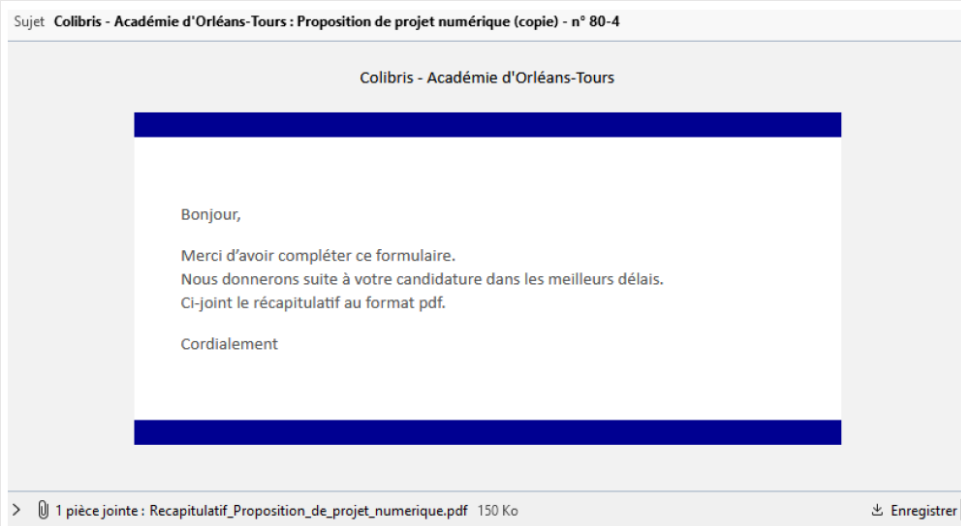 Sujet Colibris - Académie d'Orléans-Tours : Proposition de projet numérique (copie) - n° 80-4
Colibris - Académie d'Orléans-Tours
Bonjour,
Merci d’avoir compléter ce formulaire.
Nous donnerons suite à votre candidature dans les meilleurs délais.
Ci-joint le récapitulatif au format pdf.
Cordialement
1 pièce jointe : Recapitulatif_Proposition_de_projet_numerique.pdf 150 Ko Enregistrer